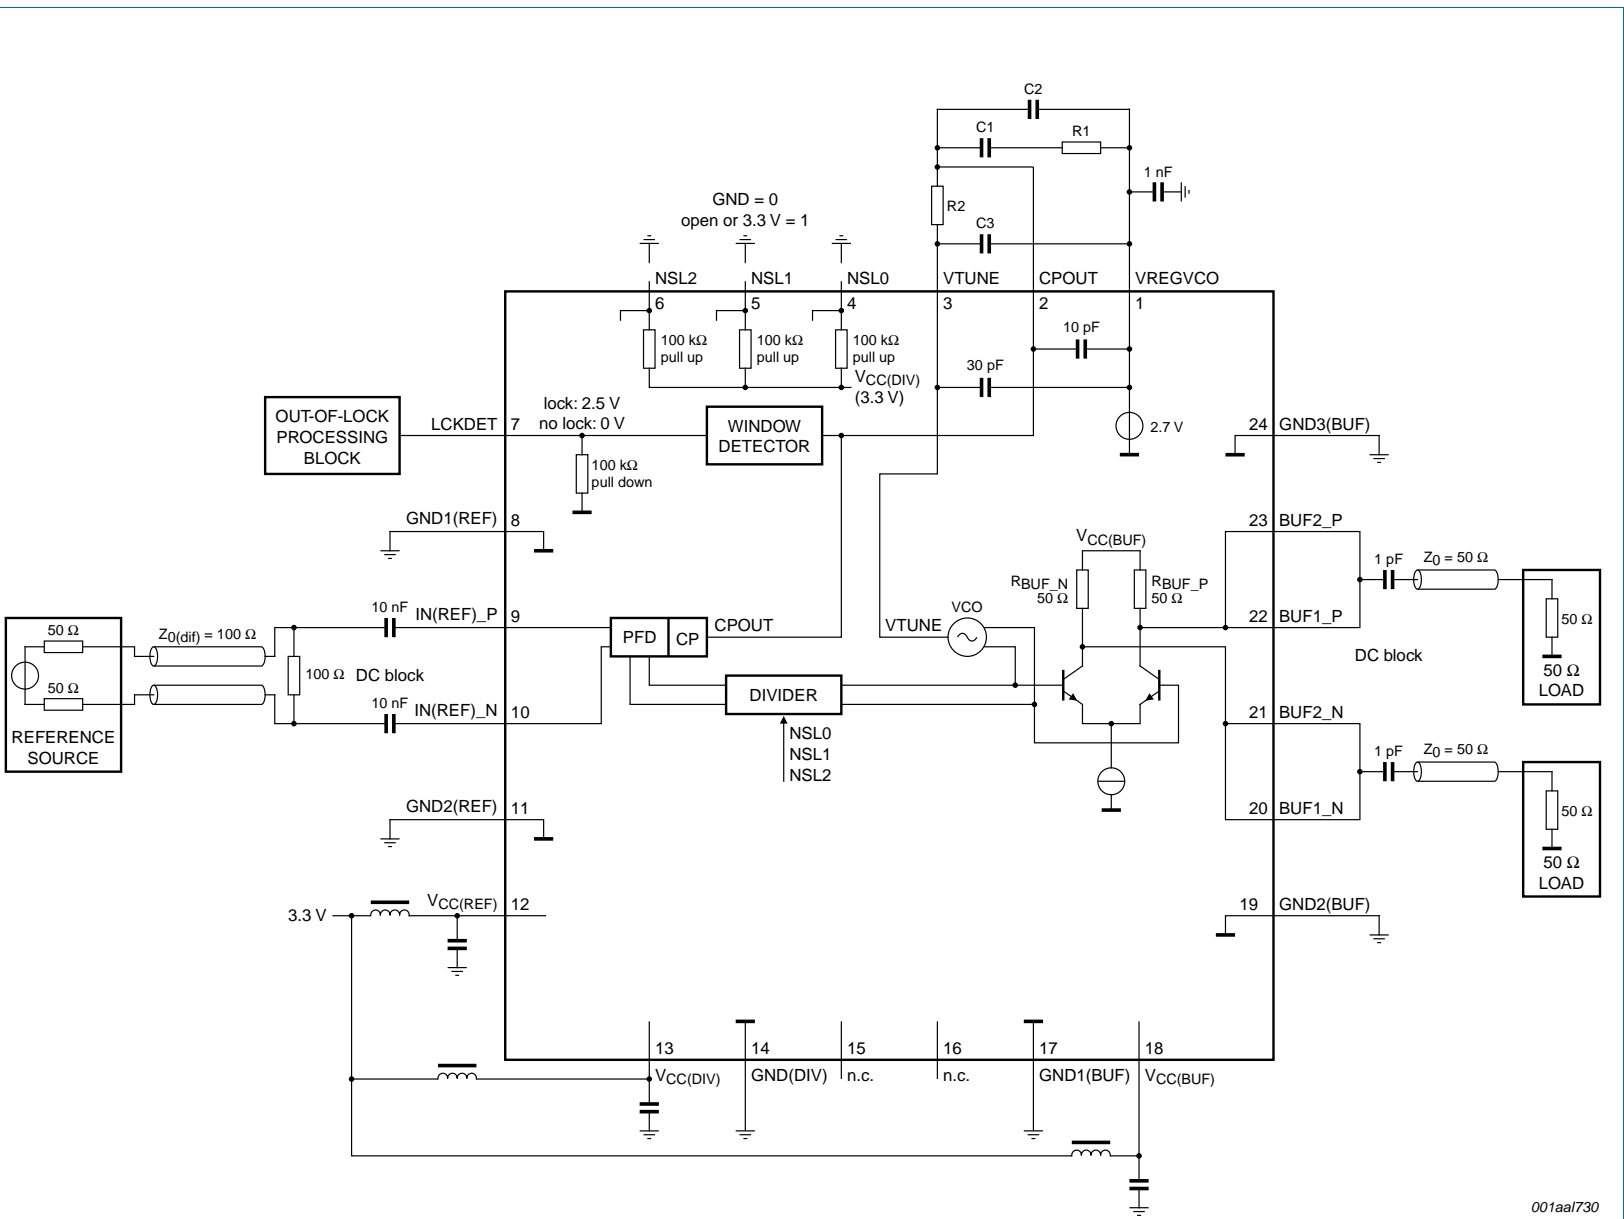 C2
C1
R1
1 nF
GND = 0
open or 3.3 V = 1
R2
C3
NSL2
NSL1
NSL0
VTUNE
CPOUT
VREGVCO
6
5
4
3
2
1
100 kΩ
pull up
100 kΩ
pull up
100 kΩ
pull up
10 pF
30 pF
VCC(DIV)
(3.3 V)
2.7 V
OUT-OF-LOCK
PROCESSING
BLOCK
LCKDET
7
lock: 2.5 V
no lock: 0 V
WINDOW
DETECTOR
100 kΩ
pull down
24
GND3(BUF)
GND1(REF)
8
23
BUF2_P
VCC(BUF)
RBUF_N
50 Ω
RBUF_P
50 Ω
1 pF
Z0 = 50 Ω
50 Ω
50 Ω
LOAD
22
BUF1_P
DC block
10 nF
IN(REF)_P
9
50 Ω
Z0(dif) = 100 Ω
100 Ω
DC block
50 Ω
10 nF
IN(REF)_N
10
REFERENCE
SOURCE
PFD
CP
CPOUT
VTUNE
VCO
DIVIDER
NSL0
NSL1
NSL2
21
BUF2_N
1 pF
Z0 = 50 Ω
50 Ω
50 Ω
LOAD
20
BUF1_N
GND2(REF)
11
3.3 V
VCC(REF)
12
19
GND2(BUF)
13
14
15
16
17
18
VCC(DIV)
GND(DIV)
n.c.
n.c.
GND1(BUF)
VCC(BUF)
001aal730